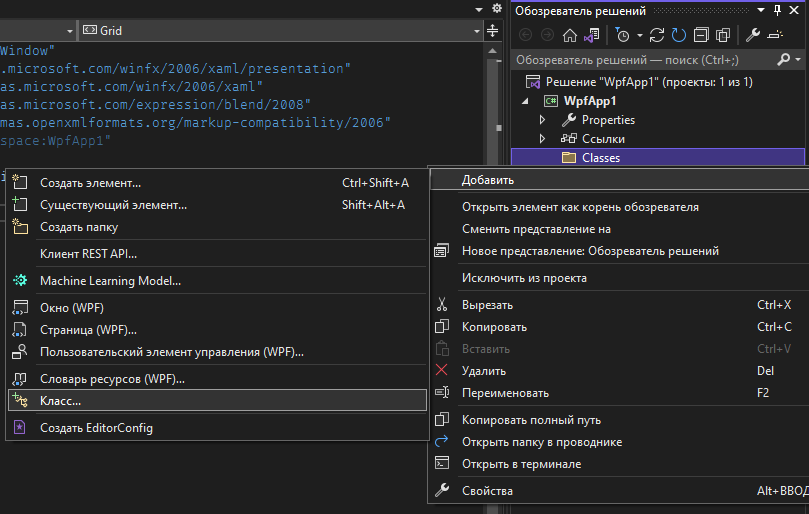 Обозреватель решений
Grid
Window"
.microsoft.com/winfx/2006/xaml/presentation"
as.microsoft.com/winfx/2006/xaml"
as.microsoft.com/expression/blend/2008"
mas.openxmlformats.org/markup-compatibility/2006"
space:WpfApp1"
Обозреватель решений — поиск (Ctrl+;)
Решение "WpfApp1" (проекты: 1 из 1)
C# WpfApp1
Properties
Ссылки
Classes
Создать элемент... Ctrl+Shift+A
Существующий элемент... Shift+Alt+A
Создать папку
Клиент REST API...
Machine Learning Model...
Окно (WPF)
Страница (WPF)...
Пользовательский элемент управления (WPF)...
Словарь ресурсов (WPF)...
Класс...
Создать EditorConfig
Добавить
Открыть элемент как корень обозревателя
Сменить представление на
Новое представление: Обозреватель решений
Исключить из проекта
Вырезать Ctrl+X
Копировать Ctrl+C
Вставить Ctrl+V
Удалить Del
Переименовать F2
Копировать полный путь
Открыть папку в проводнике
Открыть в терминале
Свойства Alt+ВВОД